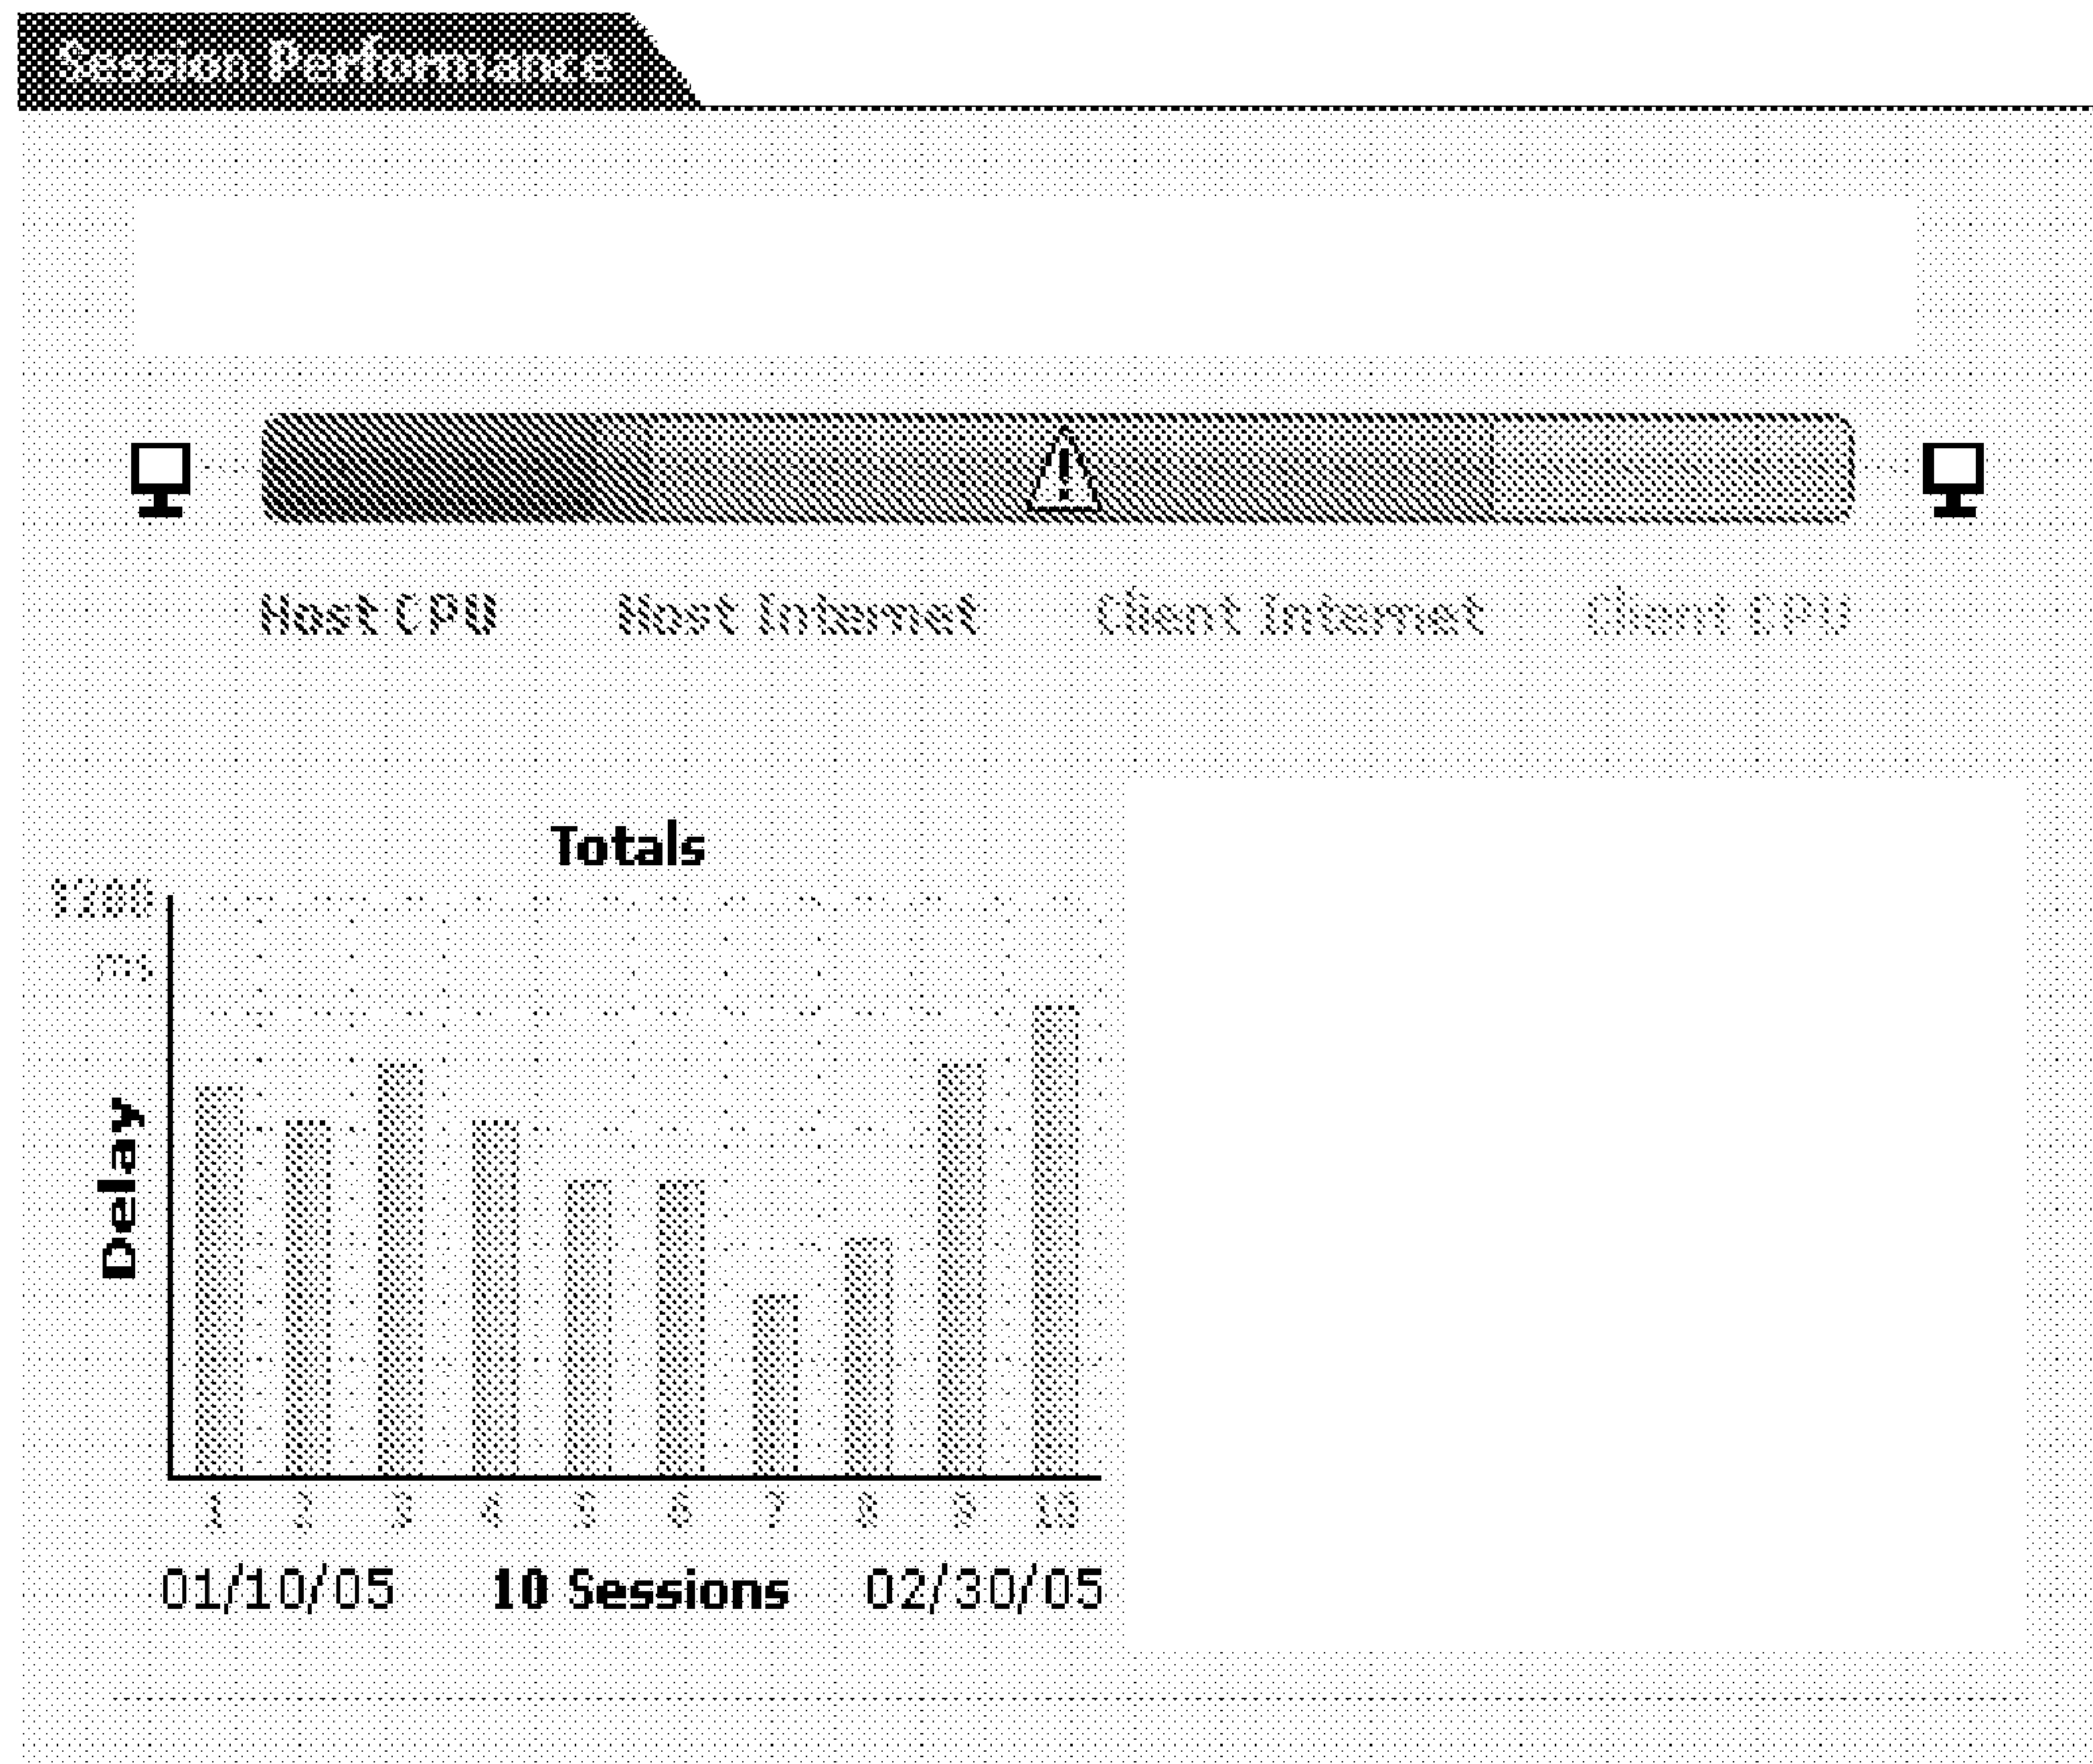 Session Performance
Host CPU Host Internet Client Internet Client CPU
Totals
1200
ms
Delay
1 2 3 4 5 6 7 8 9 10
01/10/05 10 Sessions 02/30/05